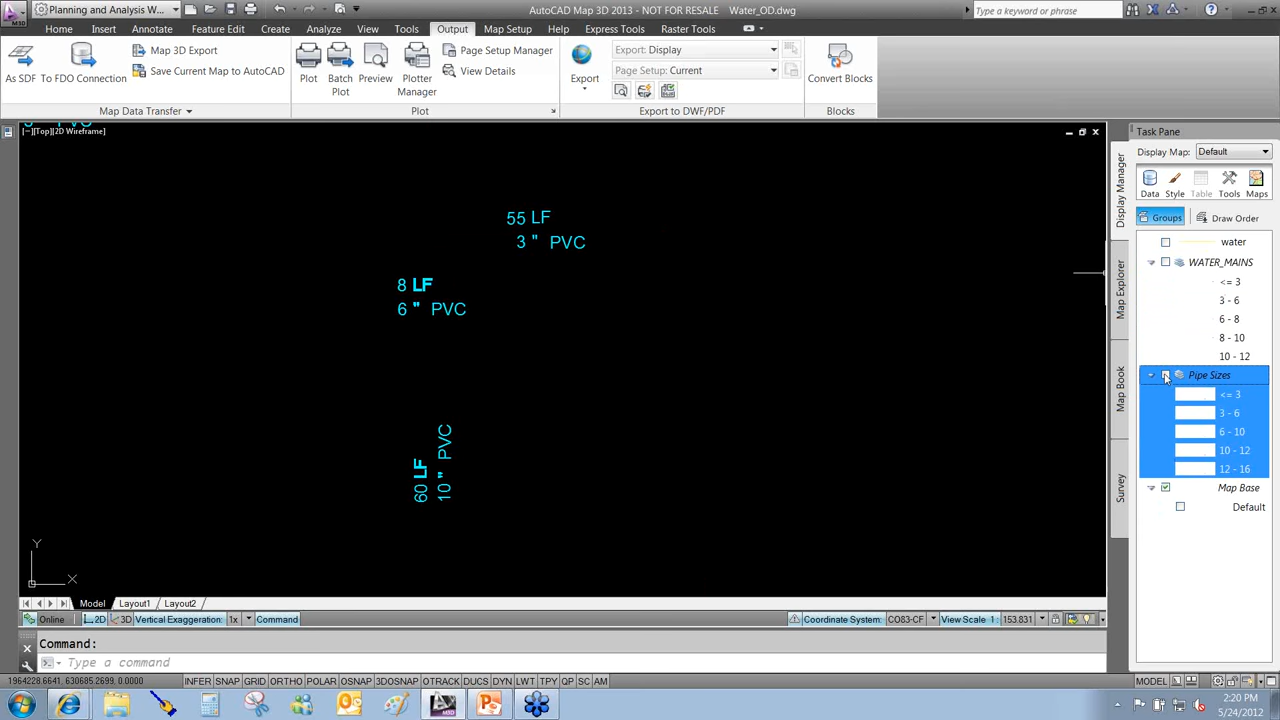 Planning and Analysis W...
AutoCAD Map 3D 2013 - NOT FOR RESALE Water_OD.dwg
Type a keyword or phrase
Home Insert Annotate Feature Edit Create Analyze View Tools Output Map Setup Help Express Tools Raster Tools
As SDF
To FDO Connection
Map 3D Export
Save Current Map to AutoCAD
Map Data Transfer
Plot
Batch Plot
Preview
Plotter Manager
Page Setup Manager
View Details
Plot
Export
Export: Display
Page Setup: Current
Export to DWF/PDF
Convert Blocks
Blocks
[−][Top][2D Wireframe]
55 LF
3 " PVC
8 LF
6 " PVC
60 LF
10 " PVC
Y
X
Task Pane
Display Map: Default
Data Style Table Tools Maps
Groups Draw Order
Display Manager
Map Explorer
Map Book
Survey
water
WATER_MAINS
<= 3
3 - 6
6 - 8
8 - 10
10 - 12
Pipe Sizes
<= 3
3 - 6
6 - 10
10 - 12
12 - 16
Map Base
Default
Model Layout1 Layout2
Online 2D 3D Vertical Exaggeration: 1x Command
Coordinate System: CO83-CF View Scale 1: 153.831
Command:
Type a command
1964228.6641, 630685.2699, 0.0000
INFER SNAP GRID ORTHO POLAR OSNAP 3DOSNAP OTRACK DUCS DYN LWT TPY QP SC AM
MODEL
2:20 PM
5/24/2012